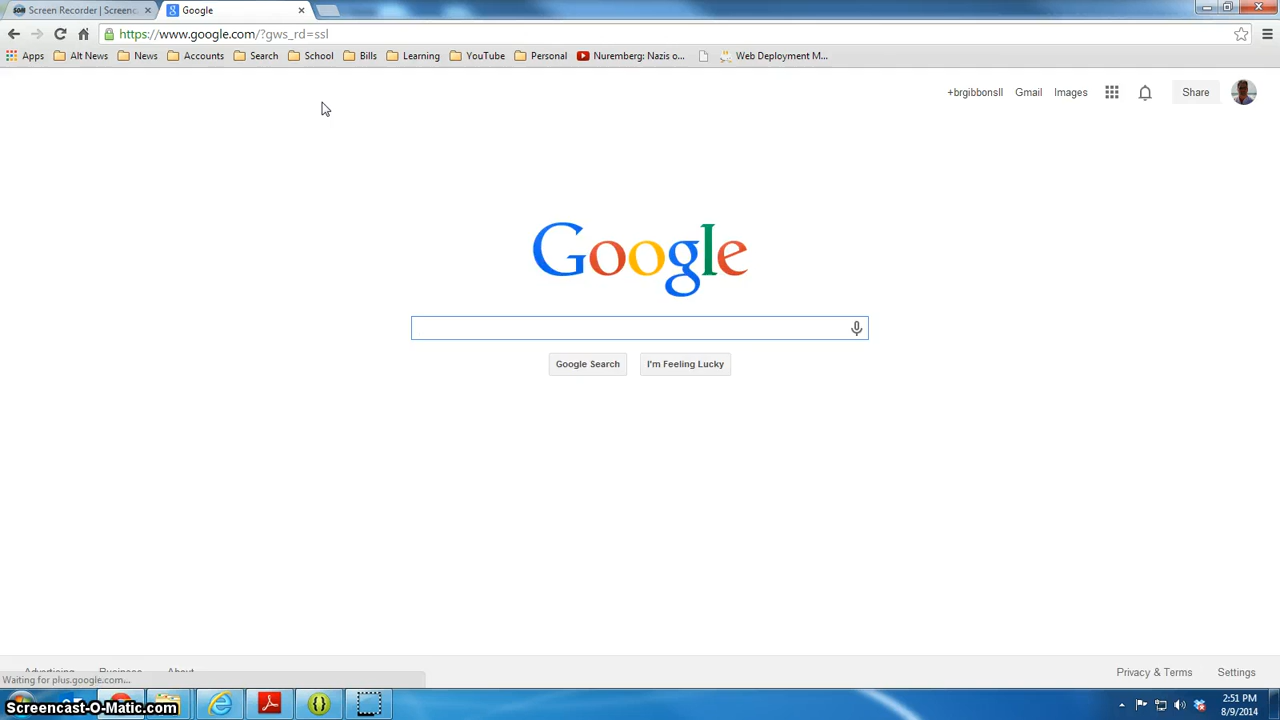 Screen Recorder | Screenc
Google
https://www.google.com/?gws_rd=ssl
Apps
Alt News
News
Accounts
Search
School
Bills
Learning
YouTube
Personal
Nuremberg: Nazis o...
Web Deployment M...
+brgibbonsll
Gmail
Images
Share
Google
Google Search
I'm Feeling Lucky
Advertising
Business
About
Privacy & Terms
Settings
Waiting for plus.google.com...
Screencast-O-Matic.com
2:51 PM
8/9/2014